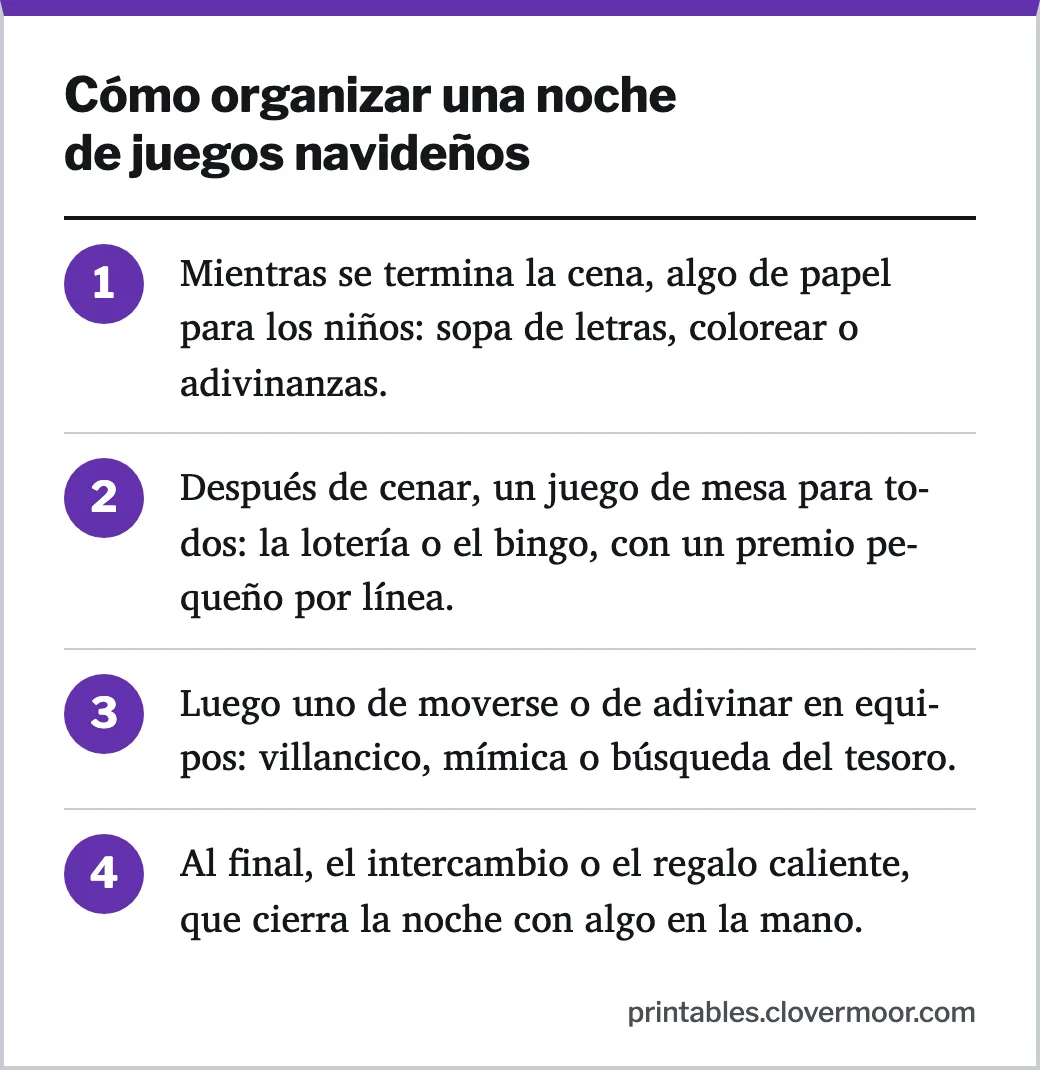 Cómo organizar una noche
de juegos navideños
1
Mientras se termina la cena, algo de papel
para los niños: sopa de letras, colorear o
adivinanzas.
2
Después de cenar, un juego de mesa para to-
dos: la lotería o el bingo, con un premio pe-
queño por línea.
3
Luego uno de moverse o de adivinar en equi-
pos: villancico, mímica o búsqueda del tesoro.
4
Al final, el intercambio o el regalo caliente,
que cierra la noche con algo en la mano.
printables.clovermoor.com